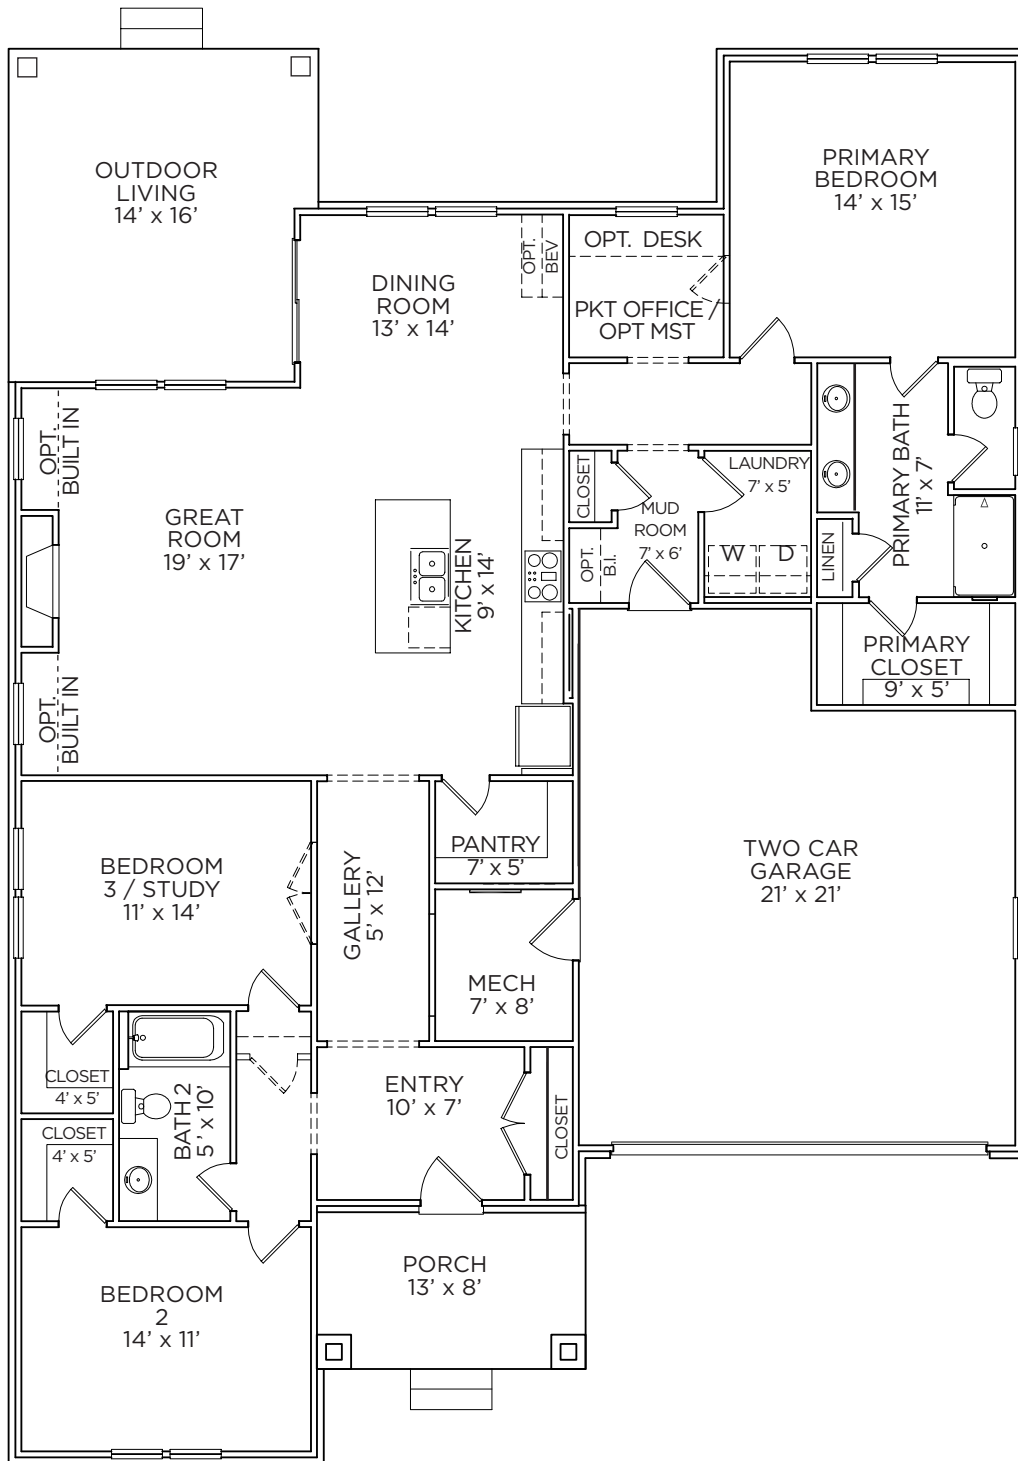 OUTDOOR
LIVING
14’ x 16’
PRIMARY
BEDROOM
14’ x 15’
DINING
ROOM
13’ x 14’
OPT.
BEV
OPT. DESK
PKT OFFICE /
OPT MST
OPT.
BUILT IN
GREAT
ROOM
19’ x 17’
KITCHEN
9’ x 14’
CLOSET
MUD
ROOM
7’ x 6’
OPT.
B.I.
LAUNDRY
7’ x 5’
W D
PRIMARY BATH
11’ x 7’
LINEN
PRIMARY
CLOSET
9’ x 5’
OPT.
BUILT IN
BEDROOM
3 / STUDY
11’ x 14’
GALLERY
5’ x 12’
PANTRY
7’ x 5’
TWO CAR
GARAGE
21’ x 21’
MECH
7’ x 8’
CLOSET
4’ x 5’
CLOSET
4’ x 5’
BATH 2
5’ x 10’
ENTRY
10’ x 7’
CLOSET
PORCH
13’ x 8’
BEDROOM
2
14’ x 11’